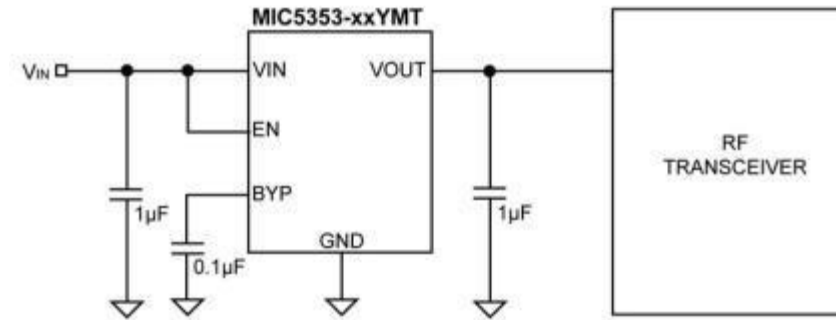 MIC5353-xxYMT
VIN
VIN
VOUT
EN
RF
TRANSCEIVER
BYP
1µF
1µF
GND
0.1µF